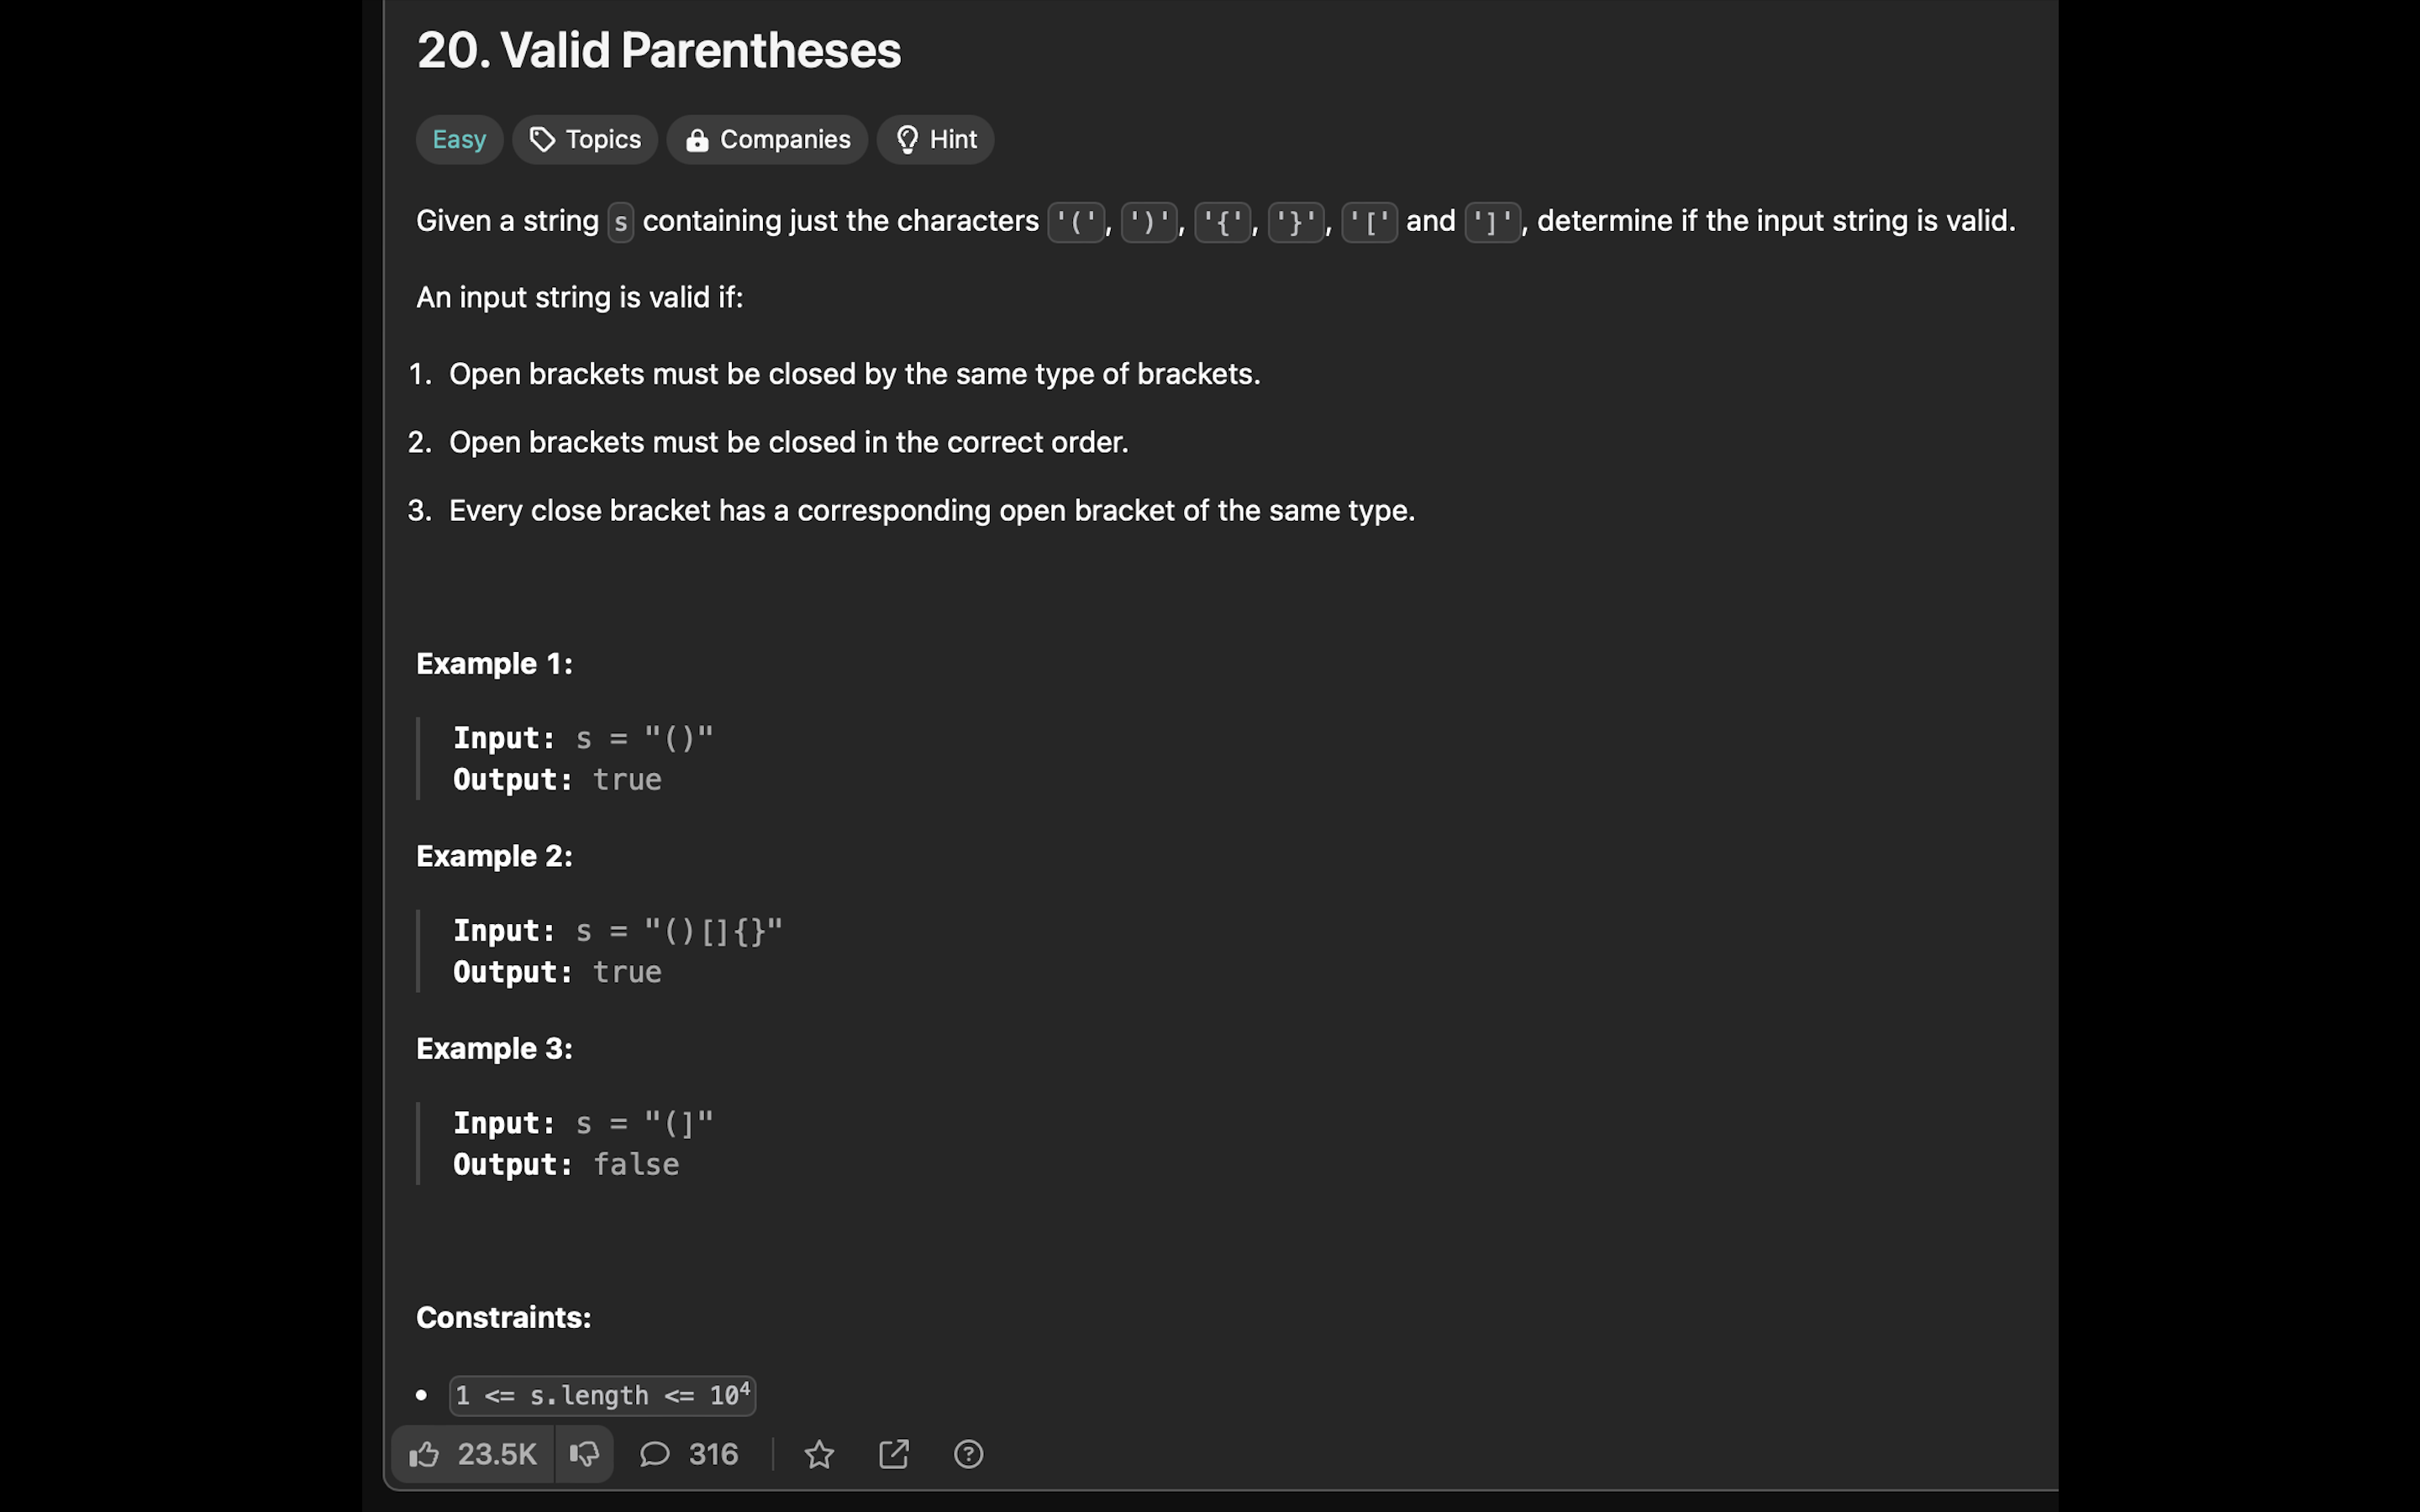 20. Valid Parentheses
Easy Topics Companies Hint
Given a string s containing just the characters '(', ')', '{', '}', '[' and ']', determine if the input string is valid.
An input string is valid if:
1. Open brackets must be closed by the same type of brackets.
2. Open brackets must be closed in the correct order.
3. Every close bracket has a corresponding open bracket of the same type.
Example 1:
Input: s = "()"
Output: true
Example 2:
Input: s = "()[]{}"
Output: true
Example 3:
Input: s = "(]"
Output: false
Constraints:
• 1 <= s.length <= 10⁴
23.5K 316